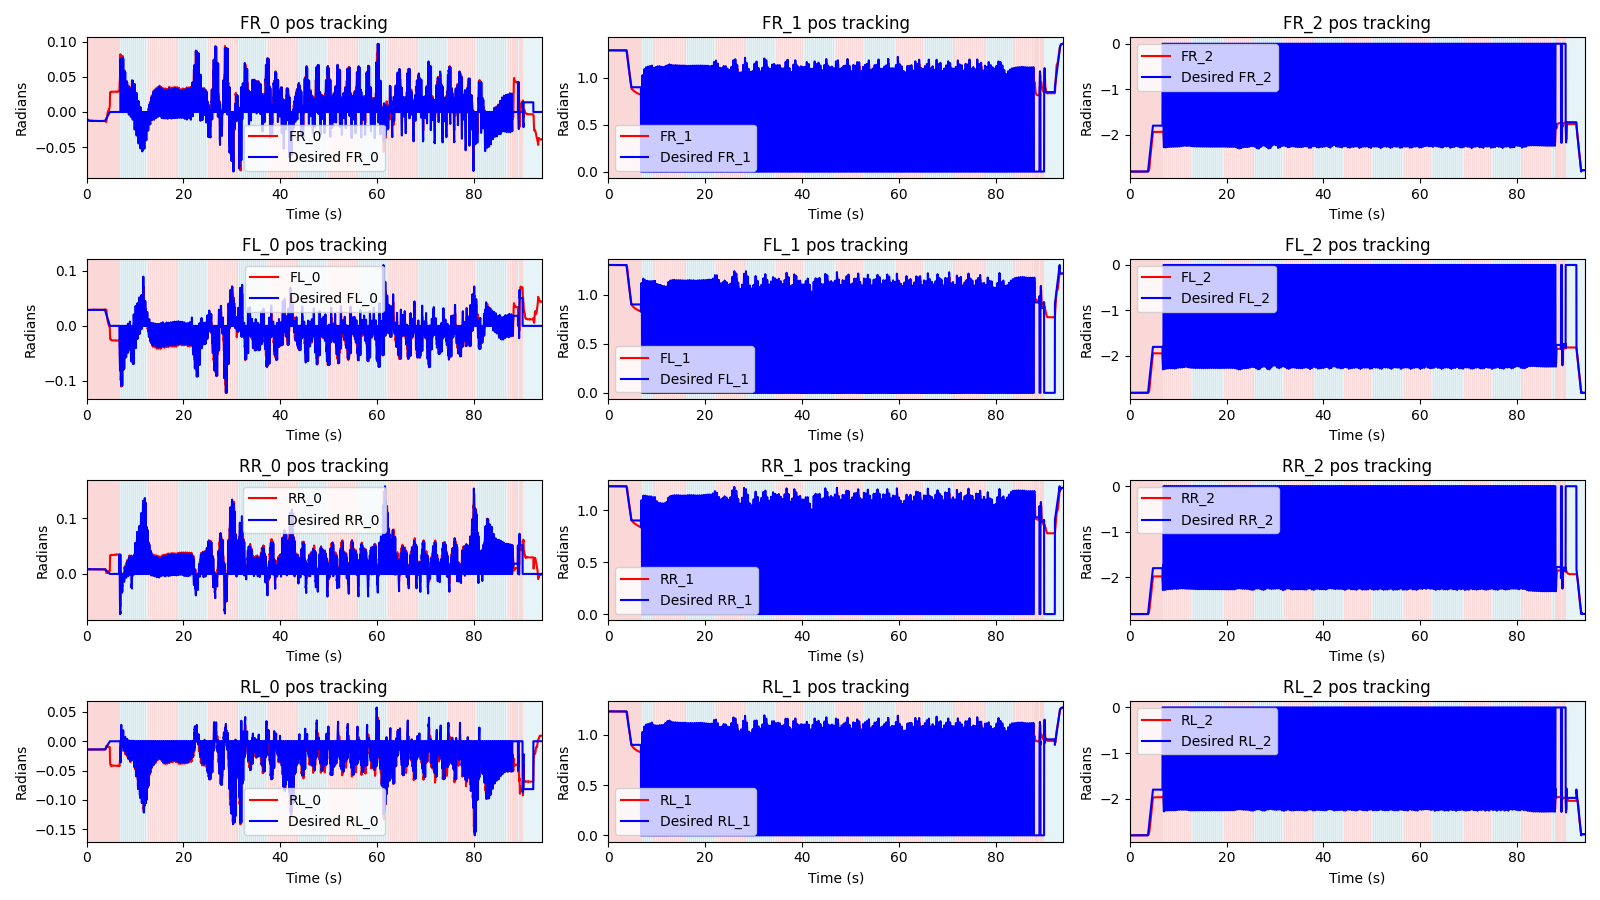 FR_0 pos tracking
0.10
0.05
0.00
−0.05
Radians
FR_0
Desired FR_0
0 20 40 60 80
Time (s)
FR_1 pos tracking
1.0
0.5
0.0
Radians
FR_1
Desired FR_1
0 20 40 60 80
Time (s)
FR_2 pos tracking
0
−1
−2
Radians
FR_2
Desired FR_2
0 20 40 60 80
Time (s)
FL_0 pos tracking
0.1
0.0
−0.1
Radians
FL_0
Desired FL_0
0 20 40 60 80
Time (s)
FL_1 pos tracking
1.0
0.5
0.0
Radians
FL_1
Desired FL_1
0 20 40 60 80
Time (s)
FL_2 pos tracking
0
−1
−2
Radians
FL_2
Desired FL_2
0 20 40 60 80
Time (s)
RR_0 pos tracking
0.1
0.0
Radians
RR_0
Desired RR_0
0 20 40 60 80
Time (s)
RR_1 pos tracking
1.0
0.5
0.0
Radians
RR_1
Desired RR_1
0 20 40 60 80
Time (s)
RR_2 pos tracking
0
−1
−2
Radians
RR_2
Desired RR_2
0 20 40 60 80
Time (s)
RL_0 pos tracking
0.05
0.00
−0.05
−0.10
−0.15
Radians
RL_0
Desired RL_0
0 20 40 60 80
Time (s)
RL_1 pos tracking
1.0
0.5
0.0
Radians
RL_1
Desired RL_1
0 20 40 60 80
Time (s)
RL_2 pos tracking
0
−1
−2
Radians
RL_2
Desired RL_2
0 20 40 60 80
Time (s)